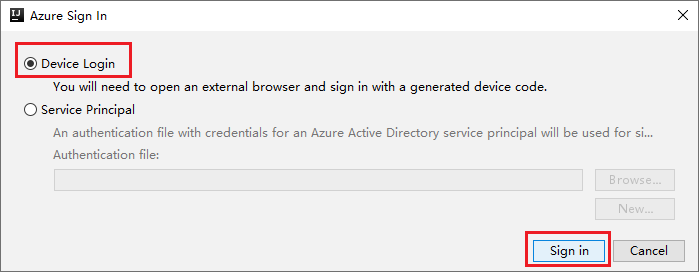 IJ Azure Sign In
Device Login
You will need to open an external browser and sign in with a generated device code.
Service Principal
An authentication file with credentials for an Azure Active Directory service principal will be used for si...
Authentication file:
Browse...
New...
Sign in Cancel